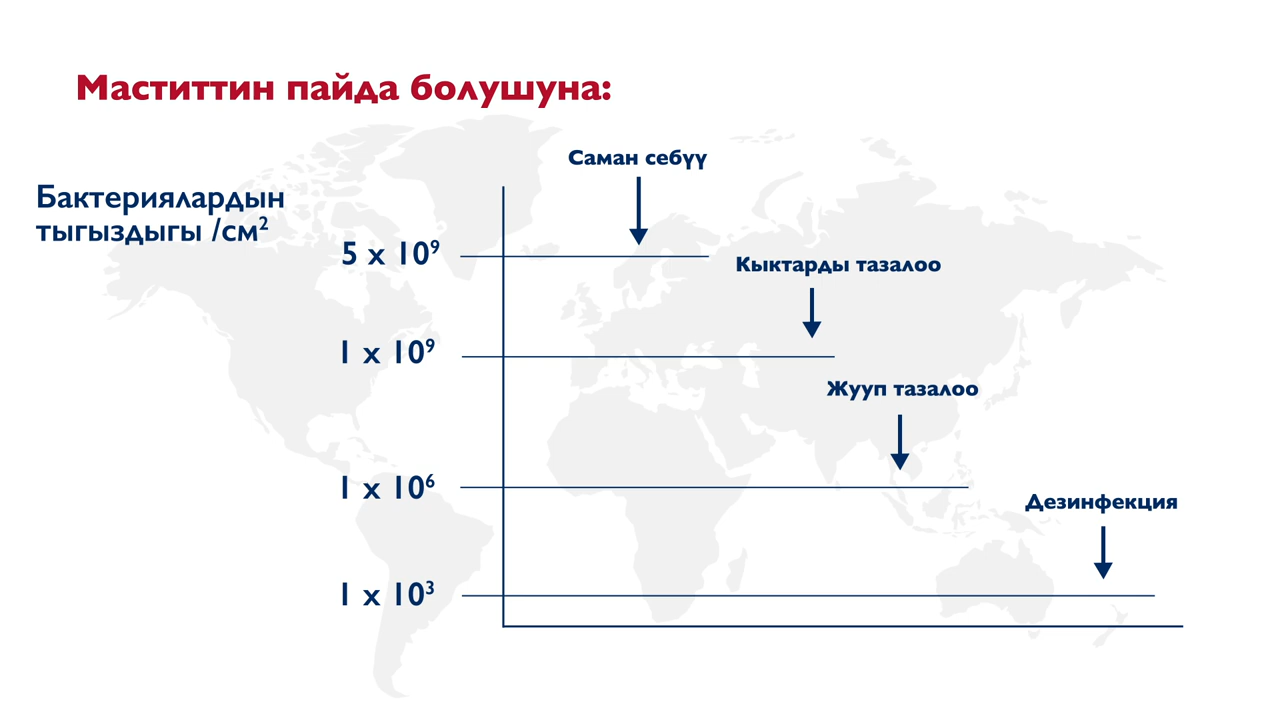 Маститтин пайда болушуна:
Саман себүү
Бактериялардын
тыгыздыгы /см²
5 x 10⁹
Кыктарды тазалоо
1 x 10⁹
Жууп тазалоо
1 x 10⁶
Дезинфекция
1 x 10³